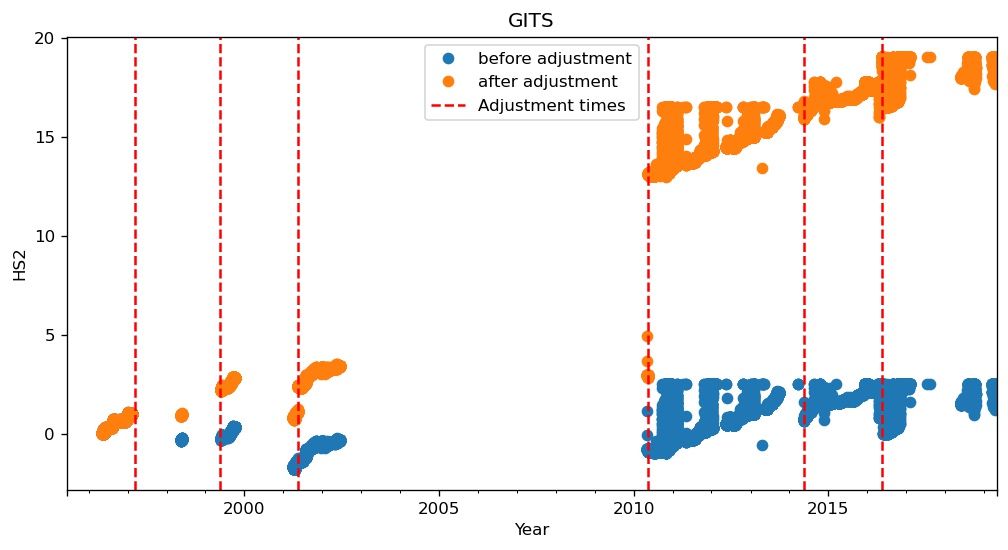 GITS
before adjustment
after adjustment
Adjustment times
HS2
20
15
10
5
0
2000 2005 2010 2015
Year